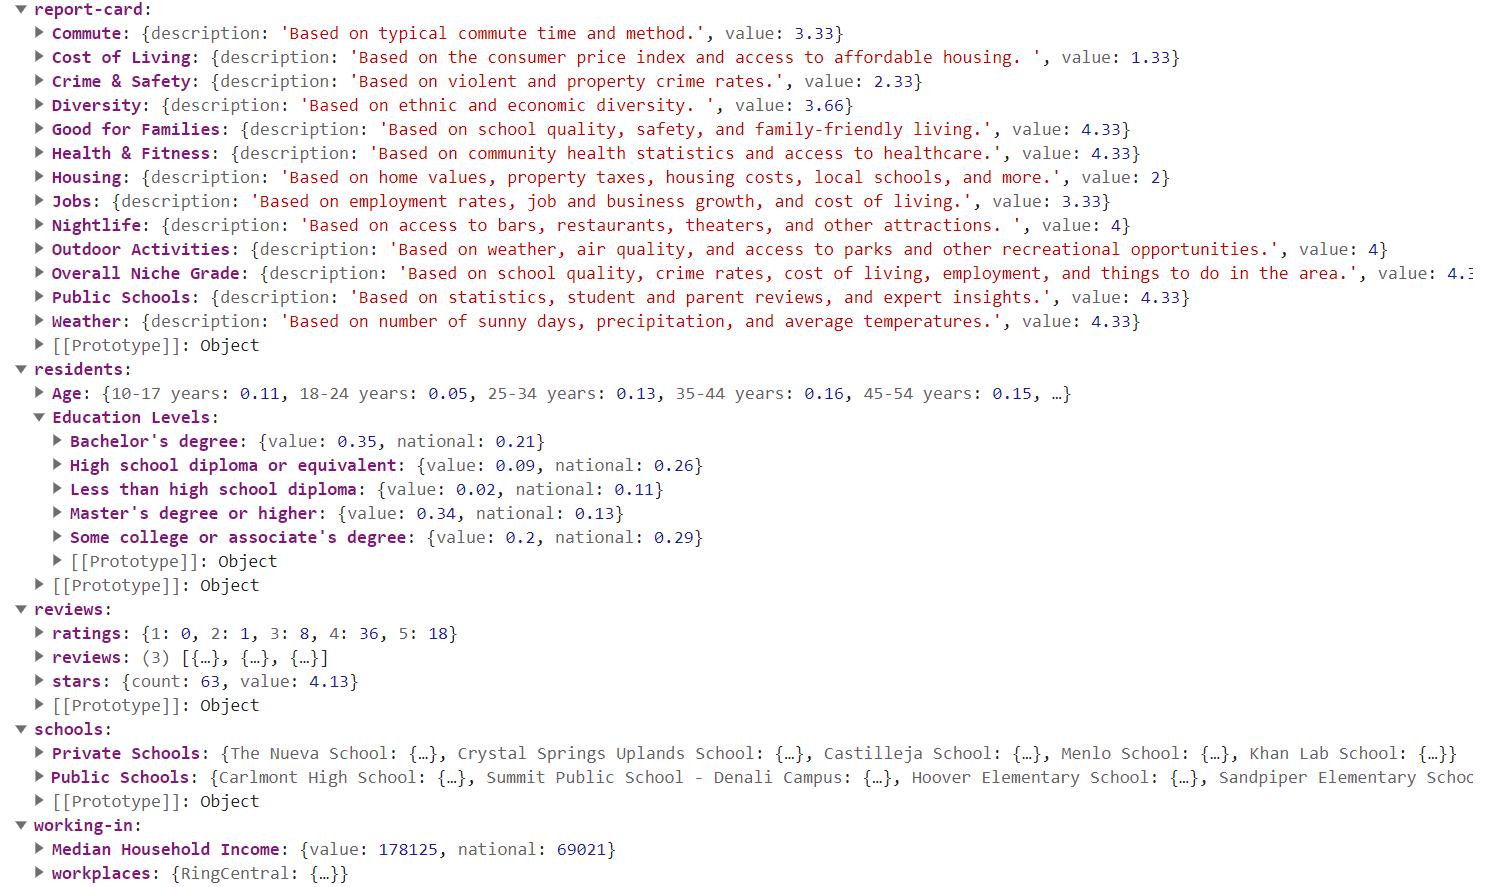 ▼ report-card:
▶ Commute: {description: 'Based on typical commute time and method.', value: 3.33}
▶ Cost of Living: {description: 'Based on the consumer price index and access to affordable housing. ', value: 1.33}
▶ Crime & Safety: {description: 'Based on violent and property crime rates.', value: 2.33}
▶ Diversity: {description: 'Based on ethnic and economic diversity. ', value: 3.66}
▶ Good for Families: {description: 'Based on school quality, safety, and family-friendly living.', value: 4.33}
▶ Health & Fitness: {description: 'Based on community health statistics and access to healthcare.', value: 4.33}
▶ Housing: {description: 'Based on home values, property taxes, housing costs, local schools, and more.', value: 2}
▶ Jobs: {description: 'Based on employment rates, job and business growth, and cost of living.', value: 3.33}
▶ Nightlife: {description: 'Based on access to bars, restaurants, theaters, and other attractions. ', value: 4}
▶ Outdoor Activities: {description: 'Based on weather, air quality, and access to parks and other recreational opportunities.', value: 4}
▶ Overall Niche Grade: {description: 'Based on school quality, crime rates, cost of living, employment, and things to do in the area.', value: 4.3
▶ Public Schools: {description: 'Based on statistics, student and parent reviews, and expert insights.', value: 4.33}
▶ Weather: {description: 'Based on number of sunny days, precipitation, and average temperatures.', value: 4.33}
▶ [[Prototype]]: Object
▼ residents:
▶ Age: {10-17 years: 0.11, 18-24 years: 0.05, 25-34 years: 0.13, 35-44 years: 0.16, 45-54 years: 0.15, …}
▼ Education Levels:
▶ Bachelor's degree: {value: 0.35, national: 0.21}
▶ High school diploma or equivalent: {value: 0.09, national: 0.26}
▶ Less than high school diploma: {value: 0.02, national: 0.11}
▶ Master's degree or higher: {value: 0.34, national: 0.13}
▶ Some college or associate's degree: {value: 0.2, national: 0.29}
▶ [[Prototype]]: Object
▶ [[Prototype]]: Object
▼ reviews:
▶ ratings: {1: 0, 2: 1, 3: 8, 4: 36, 5: 18}
▶ reviews: (3) [{…}, {…}, {…}]
▶ stars: {count: 63, value: 4.13}
▶ [[Prototype]]: Object
▼ schools:
▶ Private Schools: {The Nueva School: {…}, Crystal Springs Uplands School: {…}, Castilleja School: {…}, Menlo School: {…}, Khan Lab School: {…}}
▶ Public Schools: {Carlmont High School: {…}, Summit Public School - Denali Campus: {…}, Hoover Elementary School: {…}, Sandpiper Elementary Schoo
▶ [[Prototype]]: Object
▼ working-in:
▶ Median Household Income: {value: 178125, national: 69021}
▶ workplaces: {RingCentral: {…}}